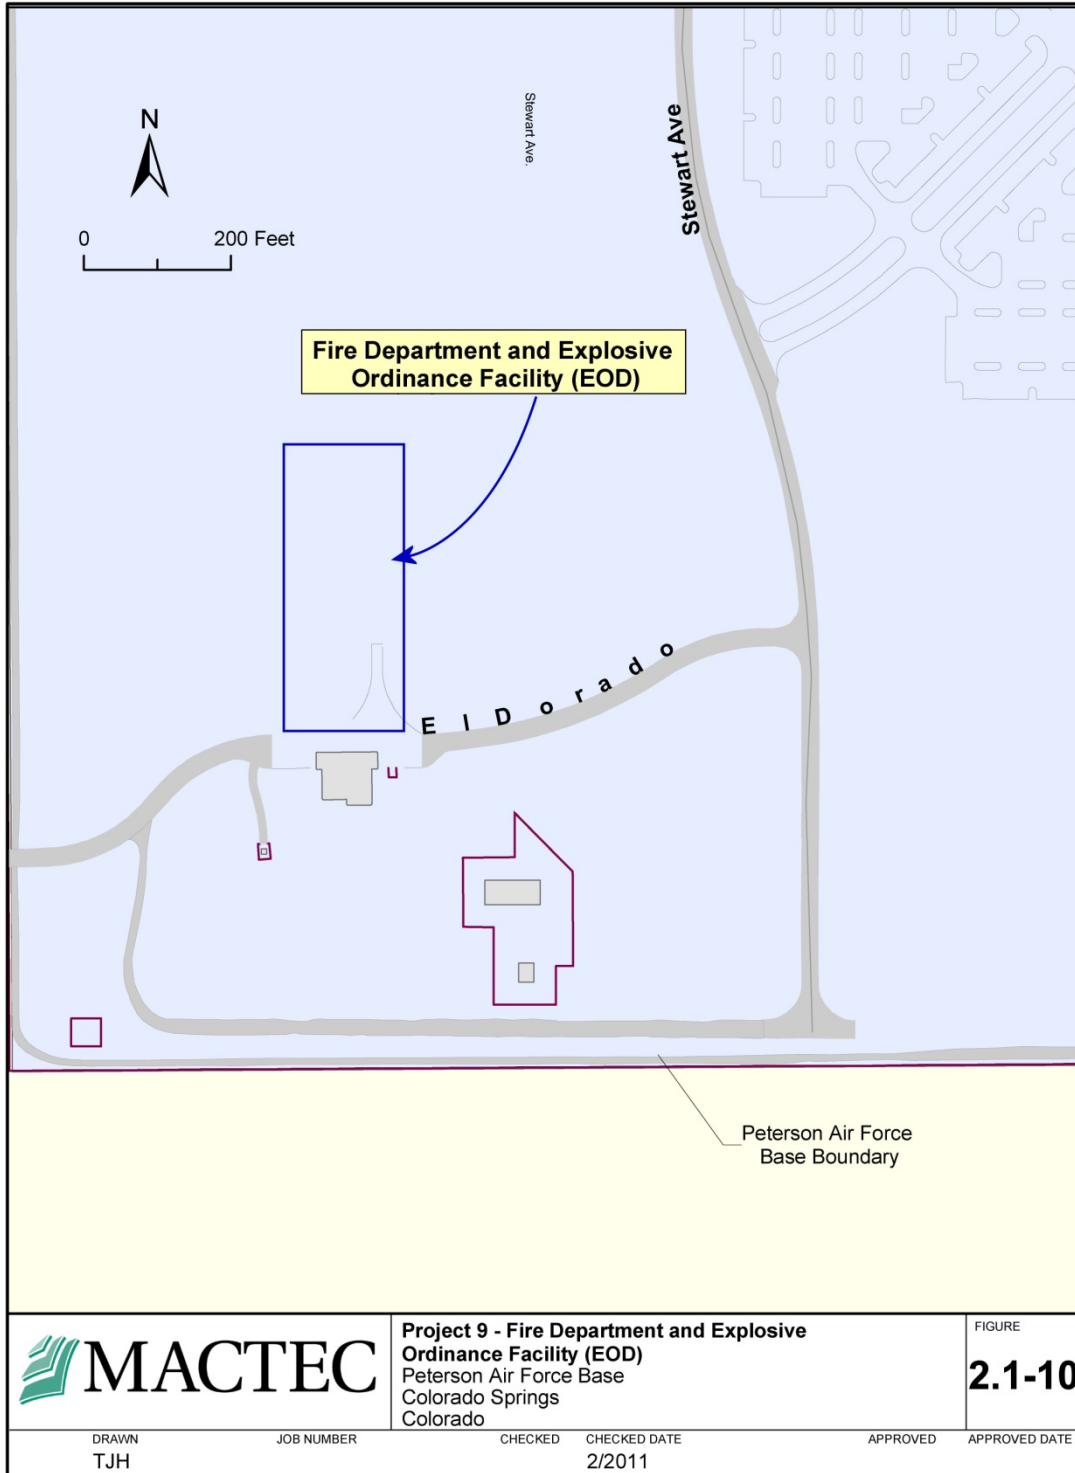 Stewart Ave.
Stewart Ave
N
0 200 Feet
Fire Department and Explosive
Ordinance Facility (EOD)
ElDorado
Peterson Air Force
Base Boundary
MACTEC
Project 9 - Fire Department and Explosive
Ordinance Facility (EOD)
Peterson Air Force Base
Colorado Springs
Colorado
FIGURE
2.1-10
DRAWN JOB NUMBER CHECKED CHECKED DATE APPROVED APPROVED DATE
TJH 2/2011